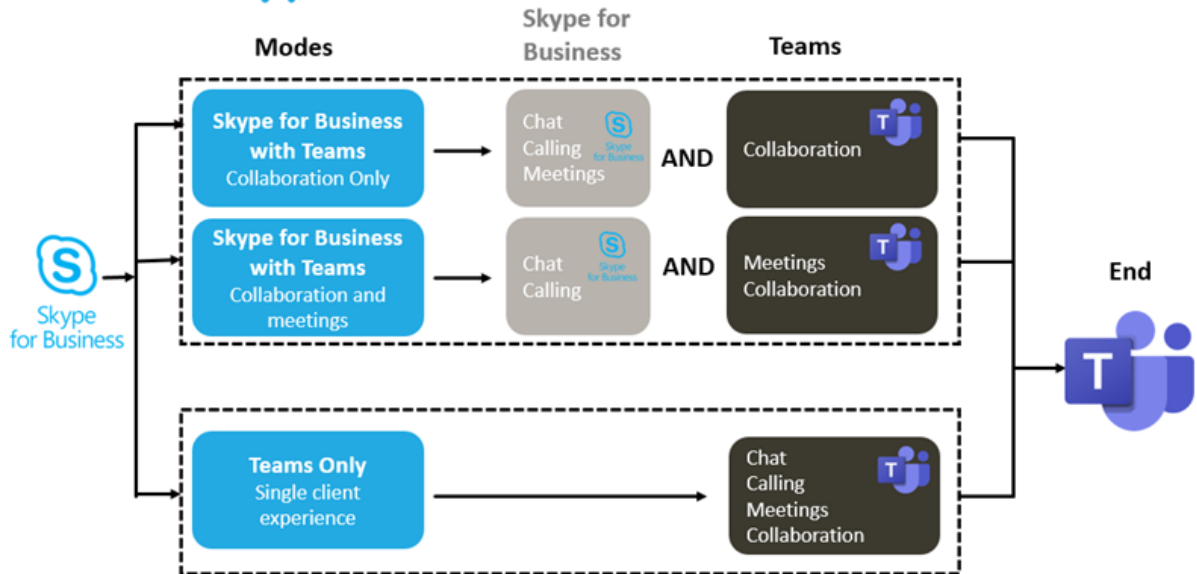 Modes
Skype for
Business
Teams
Skype for Business
with Teams
Collaboration Only
Chat
Calling
Meetings
S
Skype
for Business
AND
Collaboration
T
Skype for Business
with Teams
Collaboration and
meetings
Chat
Calling
S
Skype
for Business
AND
Meetings
Collaboration
T
S
Skype
for Business
End
T
Teams Only
Single client
experience
Chat
Calling
Meetings
Collaboration
T